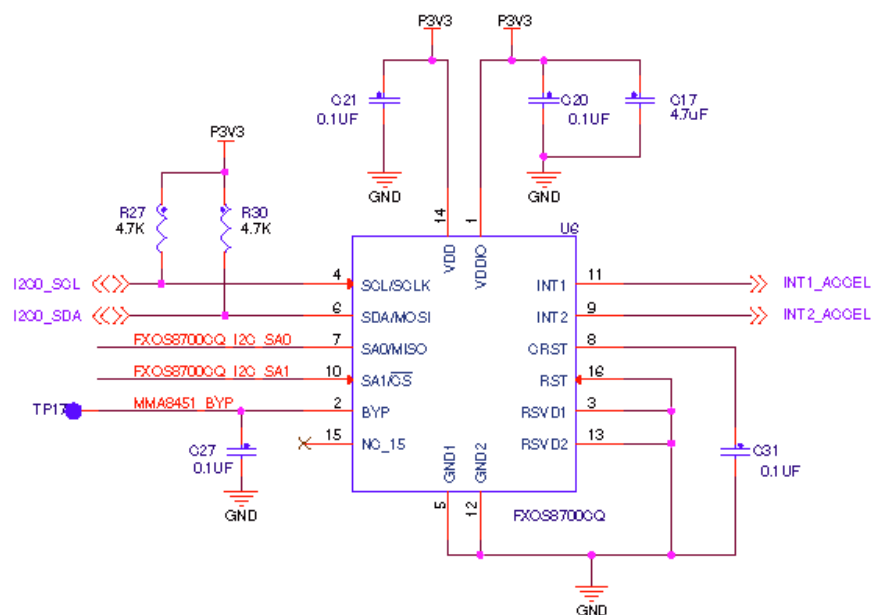 P3V3
P3V3
C21
0.1UF
C20
0.1UF
C17
4.7uF
P3V3
GND
GND
R27
4.7K
R30
4.7K
14
1
U6
VDD
VDDIO
I2C0_SCL
4
SCL/SCLK
INT1
11
INT1_ACCEL
I2C0_SDA
6
SDA/MOSI
INT2
9
INT2_ACCEL
FXOS8700CQ_I2C_SA0
7
SA0/MISO
CRST
8
FXOS8700CQ_I2C_SA1
10
SA1/CS
RST
16
TP17
MMA8451_BYP
2
BYP
RSVD1
3
15
NC_15
RSVD2
13
C27
0.1UF
GND1
GND2
C31
0.1UF
GND
5
12
FXOS8700CQ
GND